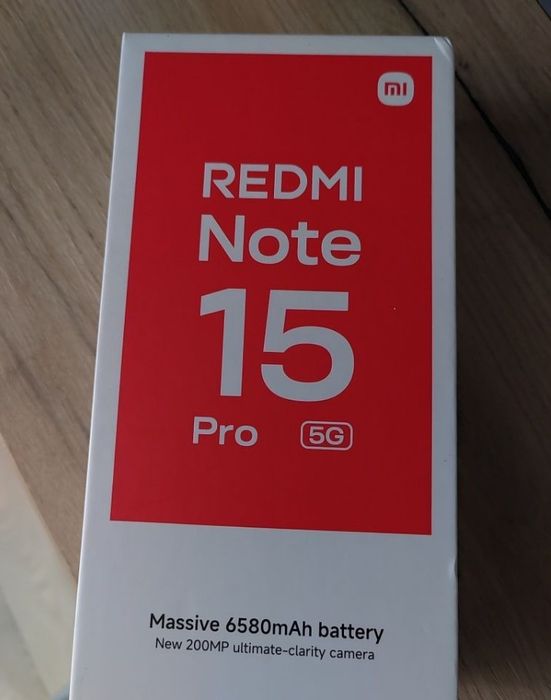 mi
REDMI
Note
15
Pro 5G
Massive 6580mAh battery
New 200MP ultimate-clarity camera